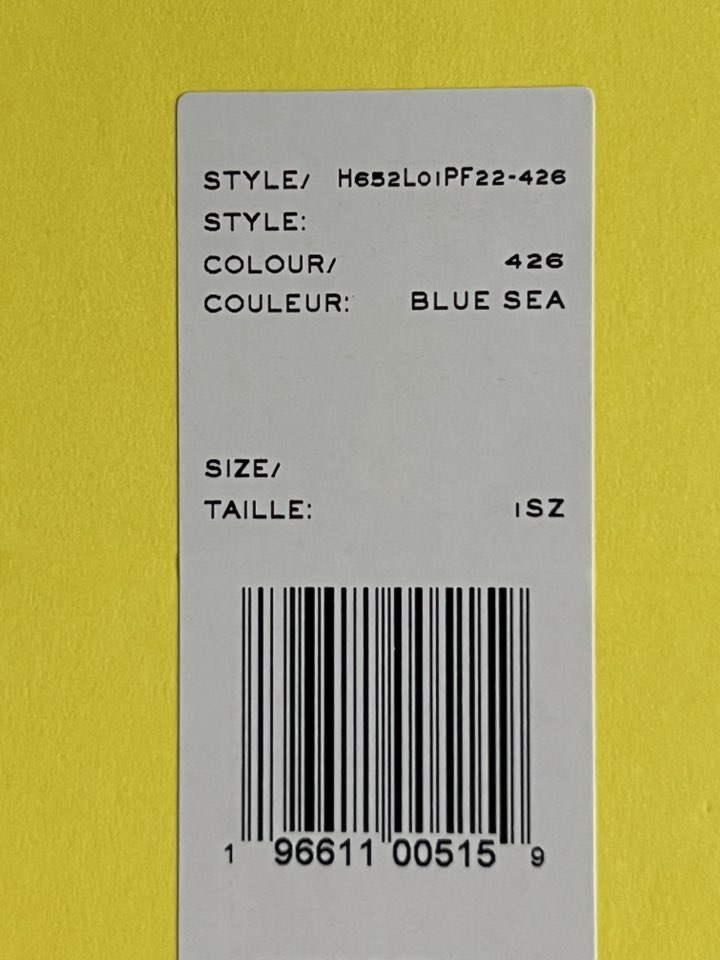 STYLE/ H652L01PF22-426
STYLE:
COLOUR/ 426
COULEUR: BLUE SEA
SIZE/
TAILLE: 1SZ
1 96611 00515 9